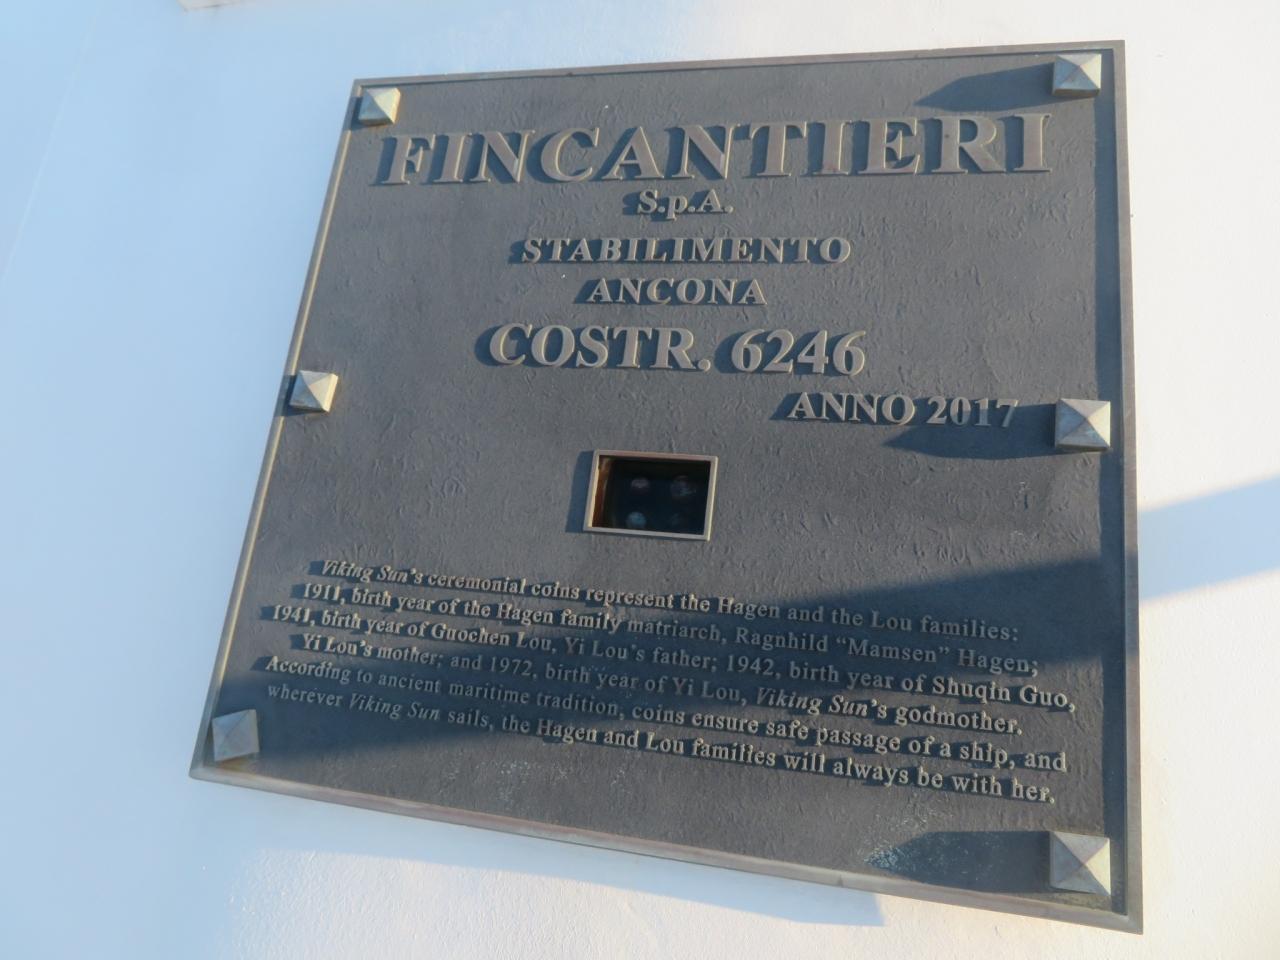 FINCANTIERI
S.p.A.
STABILIMENTO
ANCONA
COSTR. 6246
ANNO 2017
Viking Sun's ceremonial coins represent the Hagen and the Lou families:
1911, birth year of the Hagen family matriarch, Ragnhild "Mamsen" Hagen;
1941, birth year of Guochen Lou, Yi Lou's father; 1942, birth year of Shuqin Guo,
Yi Lou's mother; and 1972, birth year of Yi Lou, Viking Sun's godmother.
According to ancient maritime tradition, coins ensure safe passage of a ship, and
wherever Viking Sun sails, the Hagen and Lou families will always be with her.